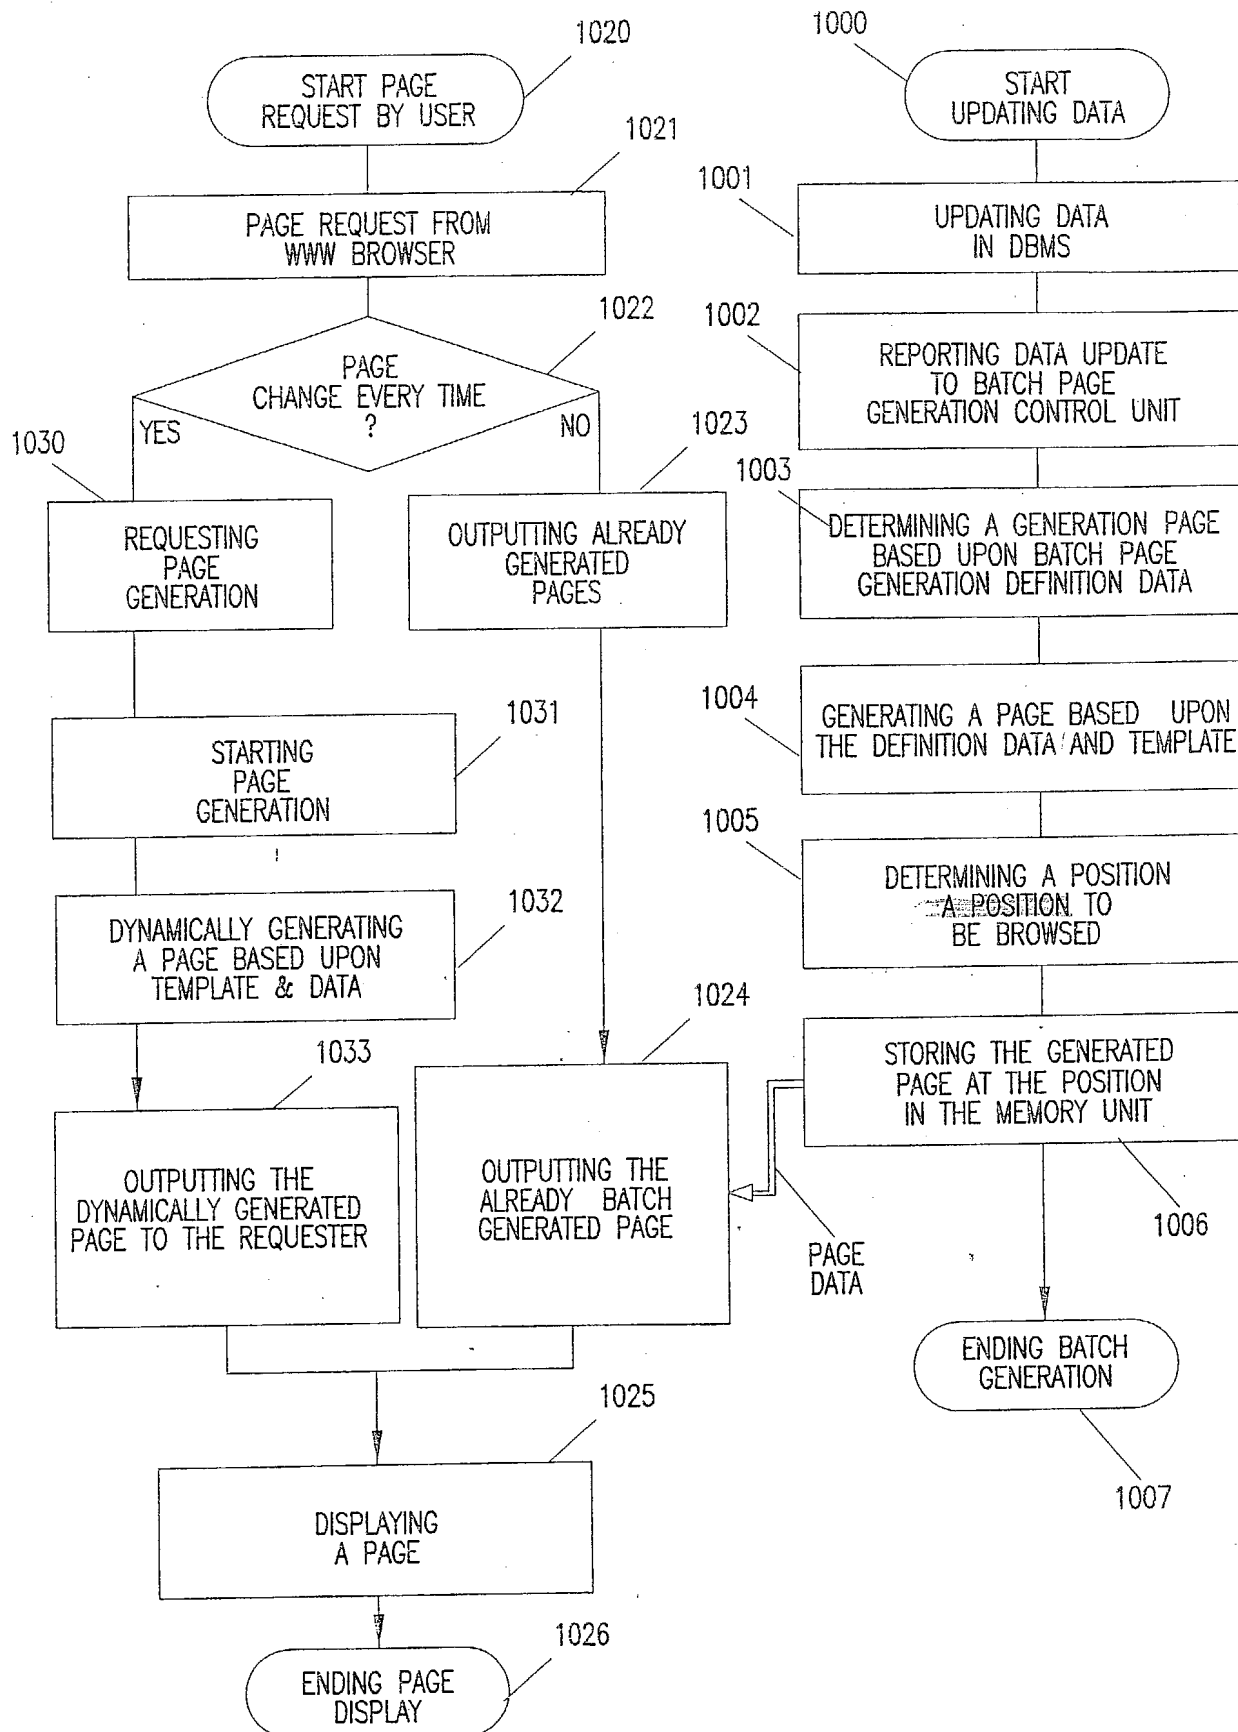 1020
START PAGE
REQUEST BY USER
1021
PAGE REQUEST FROM
WWW BROWSER
1022
PAGE
CHANGE EVERY TIME
?
YES
NO
1030
REQUESTING
PAGE
GENERATION
1023
OUTPUTTING ALREADY
GENERATED
PAGES
1031
STARTING
PAGE
GENERATION
1032
DYNAMICALLY GENERATING
A PAGE BASED UPON
TEMPLATE & DATA
1033
OUTPUTTING THE
DYNAMICALLY GENERATED
PAGE TO THE REQUESTER
1024
OUTPUTTING THE
ALREADY BATCH
GENERATED PAGE
1025
DISPLAYING
A PAGE
1026
ENDING PAGE
DISPLAY
1000
START
UPDATING DATA
1001
UPDATING DATA
IN DBMS
1002
REPORTING DATA UPDATE
TO BATCH PAGE
GENERATION CONTROL UNIT
1003
DETERMINING A GENERATION PAGE
BASED UPON BATCH PAGE
GENERATION DEFINITION DATA
1004
GENERATING A PAGE BASED UPON
THE DEFINITION DATA AND TEMPLATE
1005
DETERMINING A POSITION
A POSITION TO
BE BROWSED
STORING THE GENERATED
PAGE AT THE POSITION
IN THE MEMORY UNIT
1006
PAGE
DATA
ENDING BATCH
GENERATION
1007